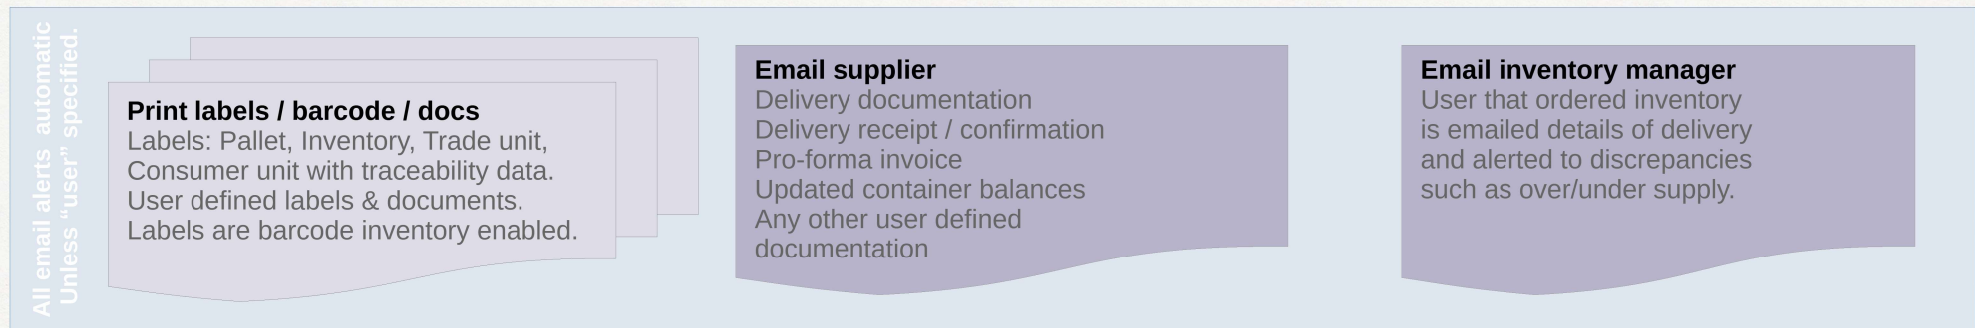 All email alerts automatic
Unless “user” specified.
Print labels / barcode / docs
Labels: Pallet, Inventory, Trade unit,
Consumer unit with traceability data.
User defined labels & documents.
Labels are barcode inventory enabled.
Email supplier
Delivery documentation
Delivery receipt / confirmation
Pro-forma invoice
Updated container balances
Any other user defined
documentation
Email inventory manager
User that ordered inventory
is emailed details of delivery
and alerted to discrepancies
such as over/under supply.